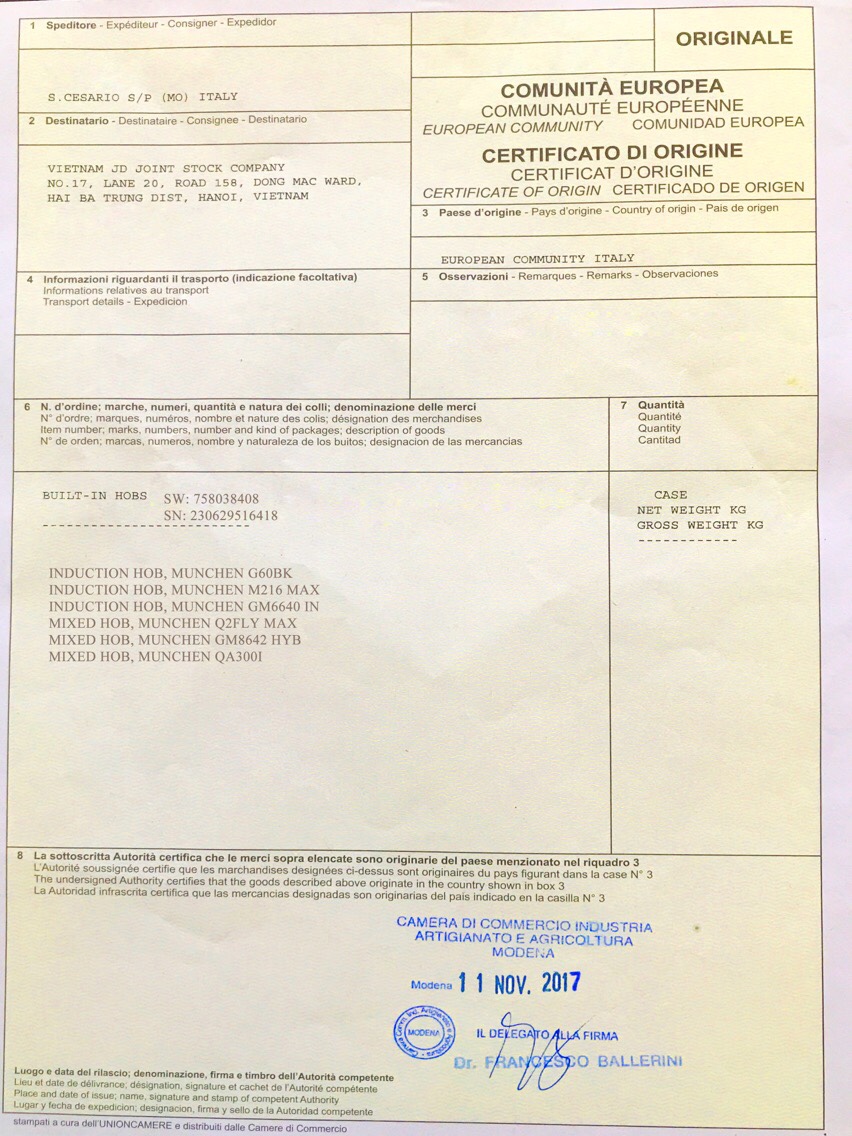 1 Speditore - Expéditeur - Consigner - Expedidor
S.CESARIO S/P (MO) ITALY
ORIGINALE
COMUNITÀ EUROPEA
COMMUNAUTÉ EUROPÉENNE
EUROPEAN COMMUNITY COMUNIDAD EUROPEA
CERTIFICATO DI ORIGINE
CERTIFICAT D'ORIGINE
CERTIFICATE OF ORIGIN CERTIFICADO DE ORIGEN
2 Destinatario - Destinataire - Consignee - Destinatario
VIETNAM JD JOINT STOCK COMPANY
NO.17, LANE 20, ROAD 158, DONG MAC WARD,
HAI BA TRUNG DIST, HANOI, VIETNAM
3 Paese d'origine - Pays d'origine - Country of origin - Pais de origen
EUROPEAN COMMUNITY ITALY
4 Informazioni riguardanti il trasporto (indicazione facoltativa)
Informations relatives au transport
Transport details - Expedicion
5 Osservazioni - Remarques - Remarks - Observaciones
6 N. d'ordine; marche, numeri, quantità e natura dei colli; denominazione delle merci
N° d'ordre; marques, numéros, nombre et nature des colis; désignation des merchandises
Item number; marks, numbers, number and kind of packages; description of goods
N° de orden; marcas, numeros, nombre y naturaleza de los buitos; designacion de las mercancias
7 Quantità
Quantité
Quantity
Cantitad
BUILT-IN HOBS SW: 758038408
SN: 230629516418
INDUCTION HOB, MUNCHEN G60BK
INDUCTION HOB, MUNCHEN M216 MAX
INDUCTION HOB, MUNCHEN GM6640 IN
MIXED HOB, MUNCHEN Q2FLY MAX
MIXED HOB, MUNCHEN GM8642 HYB
MIXED HOB, MUNCHEN QA300I
CASE
NET WEIGHT KG
GROSS WEIGHT KG
8 La sottoscritta Autorità certifica che le merci sopra elencate sono originarie del paese menzionato nel riquadro 3
L'Autorité soussignée certifie que les marchandises designées ci-dessus sont originaires du pays figurant dans la case N° 3
The undersigned Authority certifies that the goods described above originate in the country shown in box 3
La Autoridad infrascrita certifica que las mercancias designadas son originarias del país indicado en la casilla N° 3
CAMERA DI COMMERCIO INDUSTRIA
ARTIGIANATO E AGRICOLTURA
MODENA
Modena 11 NOV. 2017
MODENA
IL DELEGATO ALLA FIRMA
Dr. FRANCESCO BALLERINI
Luogo e data del rilascio; denominazione, firma e timbro dell'Autorità competente
Lieu et date de délivrance; désignation, signature et cachet de l'Autorité compétente
Place and date of issue; name, signature and stamp of competent Authority
Lugar y fecha de expedicion; designacion, firma y sello de la Autoridad competente
stampati a cura dell'UNIONCAMERE e distribuiti dalle Camere di Commercio